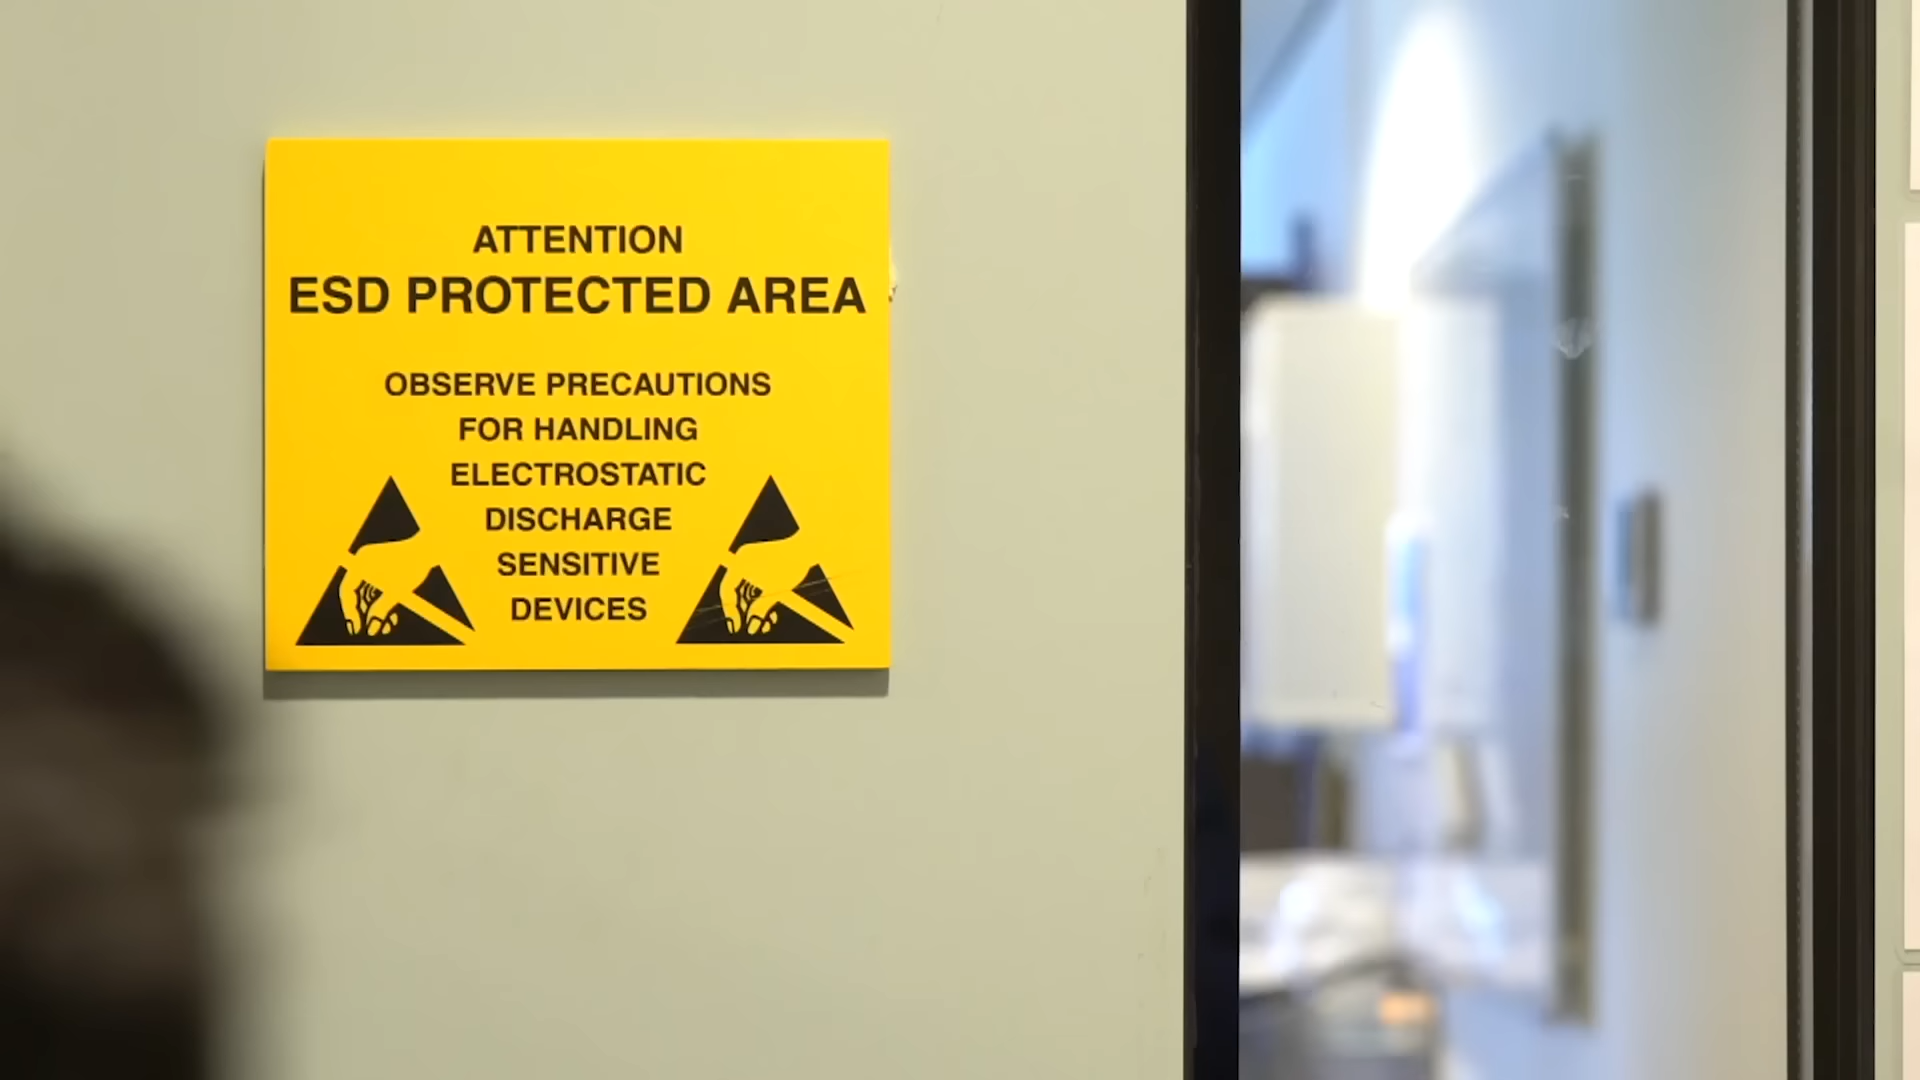 ATTENTION
ESD PROTECTED AREA
OBSERVE PRECAUTIONS
FOR HANDLING
ELECTROSTATIC
DISCHARGE
SENSITIVE
DEVICES